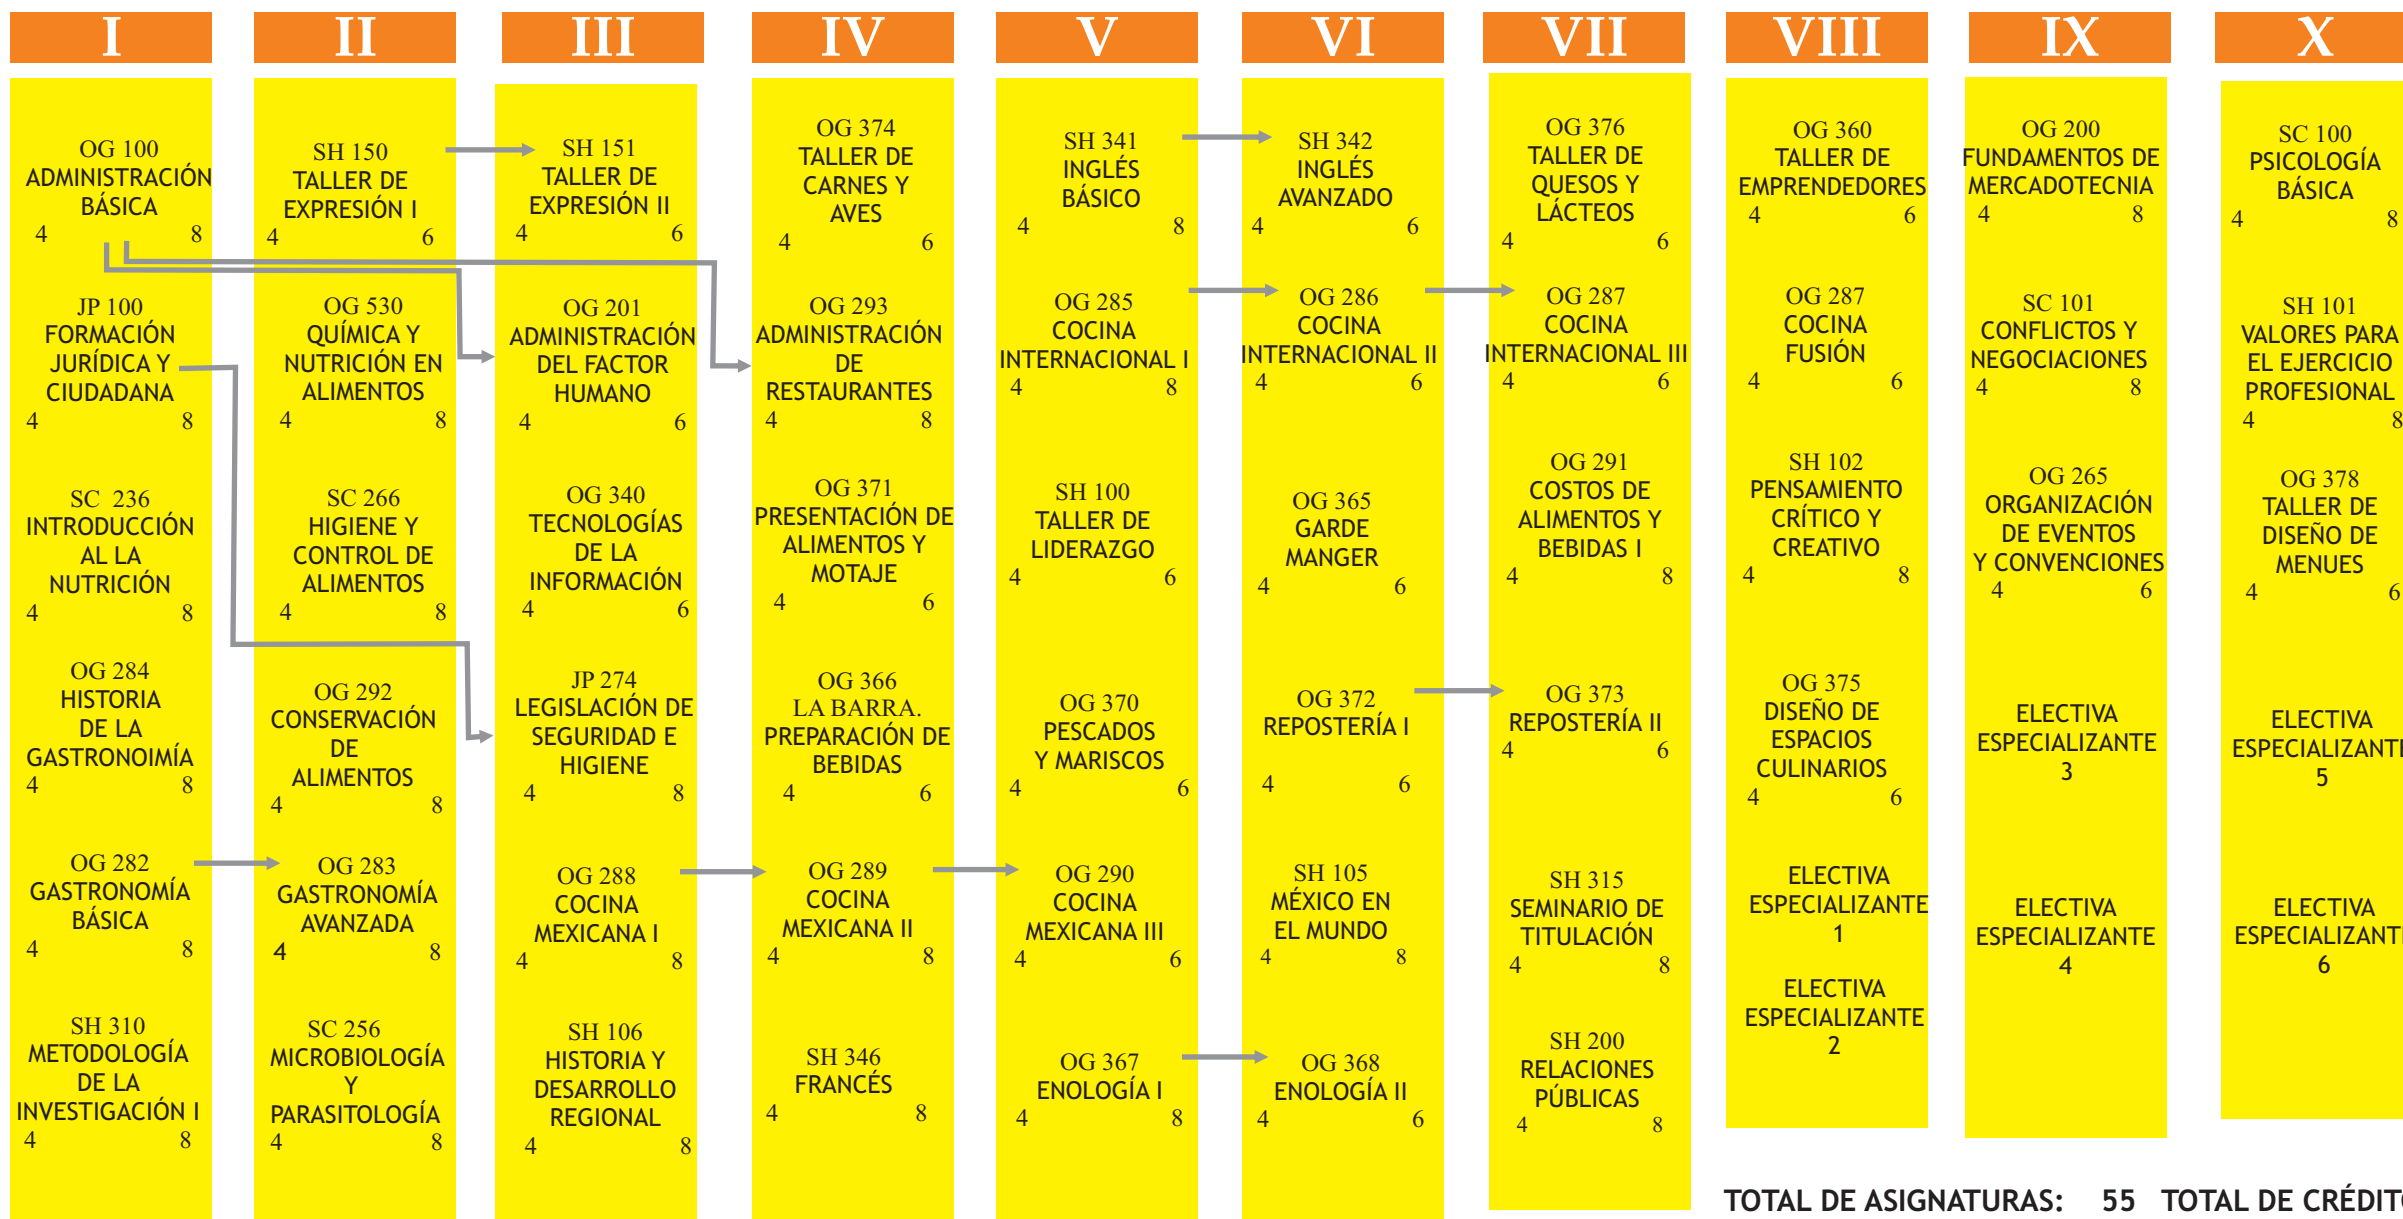 I
II
III
IV
V
VI
VII
VIII
IX
X
OG 100
ADMINISTRACIÓN
BÁSICA
4 8
JP 100
FORMACIÓN
JURÍDICA Y
CIUDADANA
4 8
SC 236
INTRODUCCIÓN
AL LA
NUTRICIÓN
4 8
OG 284
HISTORIA
DE LA
GASTRONOIMÍA
4 8
OG 282
GASTRONOMÍA
BÁSICA
4 8
SH 310
METODOLOGÍA
DE LA
INVESTIGACIÓN I
4 8
SH 150
TALLER DE
EXPRESIÓN I
4 6
OG 530
QUÍMICA Y
NUTRICIÓN EN
ALIMENTOS
4 8
SC 266
HIGIENE Y
CONTROL DE
ALIMENTOS
4 8
OG 292
CONSERVACIÓN
DE
ALIMENTOS
4 8
OG 283
GASTRONOMÍA
AVANZADA
4 8
SC 256
MICROBIOLOGÍA
Y
PARASITOLOGÍA
4 8
SH 151
TALLER DE
EXPRESIÓN II
4 6
OG 201
ADMINISTRACIÓN
DEL FACTOR
HUMANO
4 6
OG 340
TECNOLOGÍAS
DE LA
INFORMACIÓN
4 6
JP 274
LEGISLACIÓN DE
SEGURIDAD E
HIGIENE
4 8
OG 288
COCINA
MEXICANA I
4 8
SH 106
HISTORIA Y
DESARROLLO
REGIONAL
4 8
OG 374
TALLER DE
CARNES Y
AVES
4 6
OG 293
ADMINISTRACIÓN
DE
RESTAURANTES
4 8
OG 371
PRESENTACIÓN DE
ALIMENTOS Y
MOTAJE
4 6
OG 366
LA BARRA.
PREPARACIÓN DE
BEBIDAS
4 6
OG 289
COCINA
MEXICANA II
4 8
SH 346
FRANCÉS
4 8
SH 341
INGLÉS
BÁSICO
4 8
OG 285
COCINA
INTERNACIONAL I
4 8
SH 100
TALLER DE
LIDERAZGO
4 6
OG 370
PESCADOS
Y MARISCOS
4 6
OG 290
COCINA
MEXICANA III
4 6
OG 367
ENOLOGÍA I
4 8
SH 342
INGLÉS
AVANZADO
4 6
OG 286
COCINA
INTERNACIONAL II
4 6
OG 365
GARDE
MANGER
4 6
OG 372
REPOSTERÍA I
4 6
SH 105
MÉXICO EN
EL MUNDO
4 8
OG 368
ENOLOGÍA II
4 6
OG 376
TALLER DE
QUESOS Y
LÁCTEOS
4 6
OG 287
COCINA
INTERNACIONAL III
4 6
OG 291
COSTOS DE
ALIMENTOS Y
BEBIDAS I
4 8
OG 373
REPOSTERÍA II
4 6
SH 315
SEMINARIO DE
TITULACIÓN
4 8
SH 200
RELACIONES
PÚBLICAS
4 8
OG 360
TALLER DE
EMPRENDEDORES
4 6
OG 287
COCINA
FUSIÓN
4 6
SH 102
PENSAMIENTO
CRÍTICO Y
CREATIVO
4 8
OG 375
DISEÑO DE
ESPACIOS
CULINARIOS
4 6
ELECTIVA
ESPECIALIZANTE
1
ELECTIVA
ESPECIALIZANTE
2
OG 200
FUNDAMENTOS DE
MERCADOTECNIA
4 8
SC 101
CONFLICTOS Y
NEGOCIACIONES
4 8
OG 265
ORGANIZACIÓN
DE EVENTOS
Y CONVENCIONES
4 6
ELECTIVA
ESPECIALIZANTE
3
ELECTIVA
ESPECIALIZANTE
4
SC 100
PSICOLOGÍA
BÁSICA
4 8
SH 101
VALORES PARA
EL EJERCICIO
PROFESIONAL
4 8
OG 378
TALLER DE
DISEÑO DE
MENUES
4 6
ELECTIVA
ESPECIALIZANTE
5
ELECTIVA
ESPECIALIZANT
6
TOTAL DE ASIGNATURAS: 55 TOTAL DE CRÉDIT